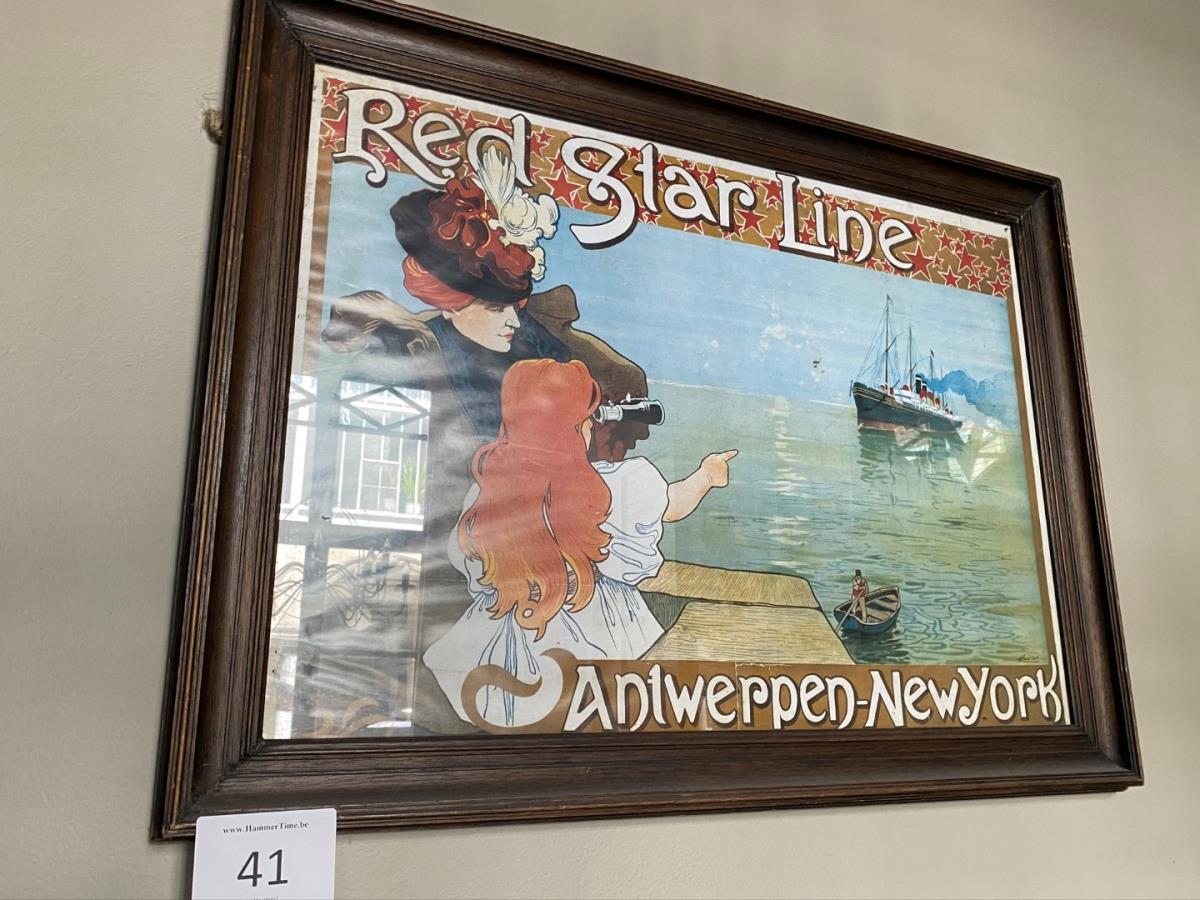 Red Star Line
Antwerpen-New York
www.HammerTime.be
41